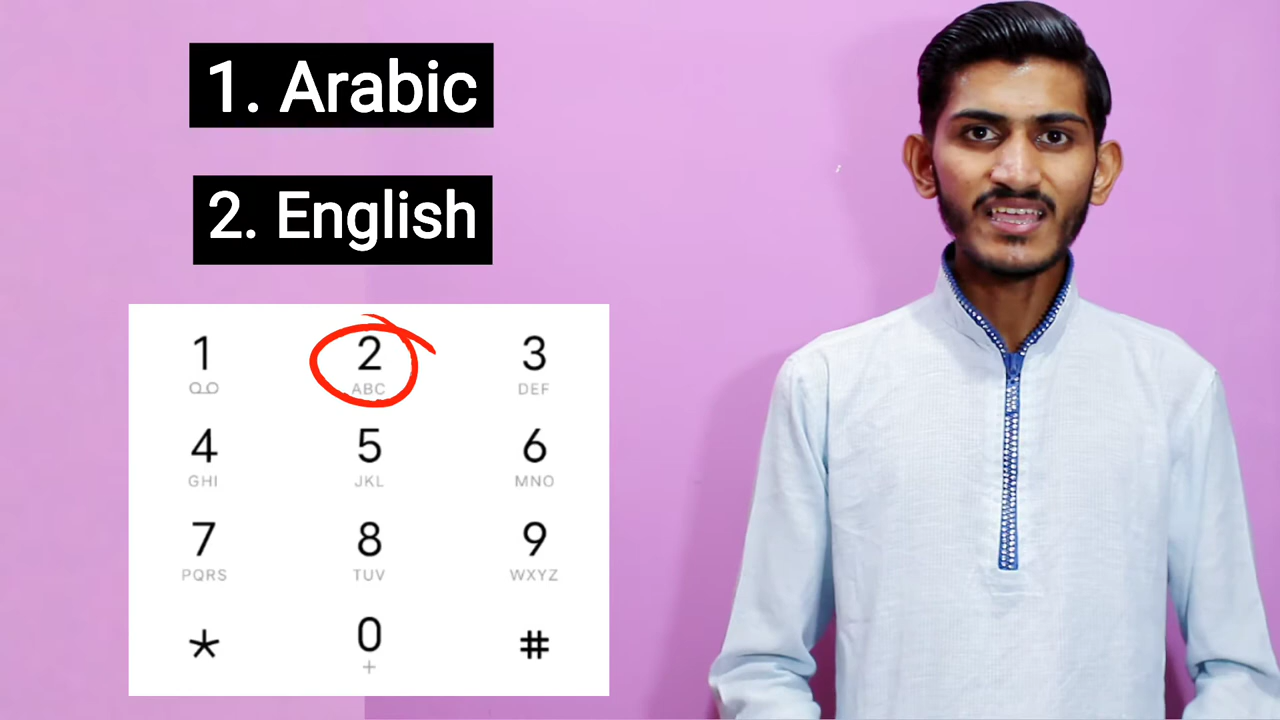 1. Arabic
2. English
1 2 3
ABC DEF
4 5 6
GHI JKL MNO
7 8 9
PQRS TUV WXYZ
* 0 #
+